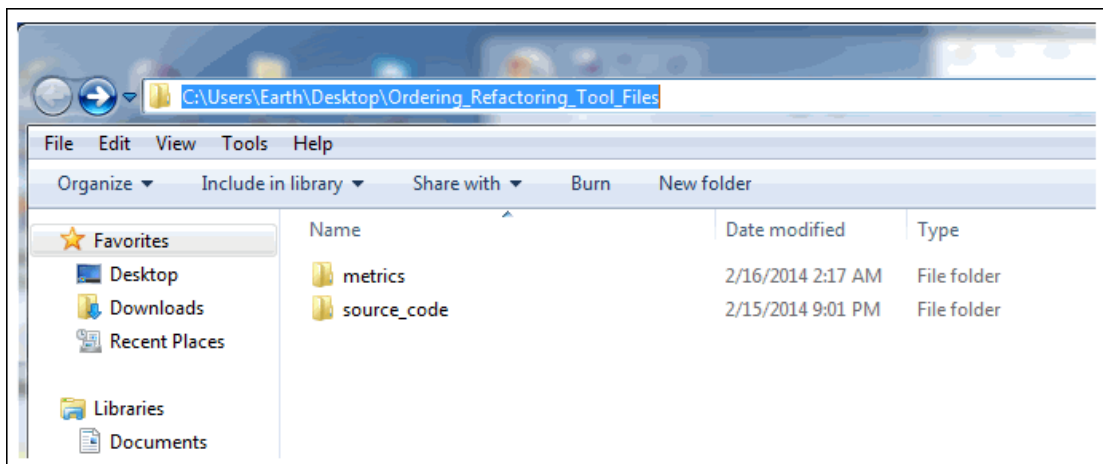 C:\Users\Earth\Desktop\Ordering_Refactoring_Tool_Files
File Edit View Tools Help
Organize Include in library Share with Burn New folder
Favorites
Desktop
Downloads
Recent Places
Libraries
Documents
Name Date modified Type
metrics 2/16/2014 2:17 AM File folder
source_code 2/15/2014 9:01 PM File folder